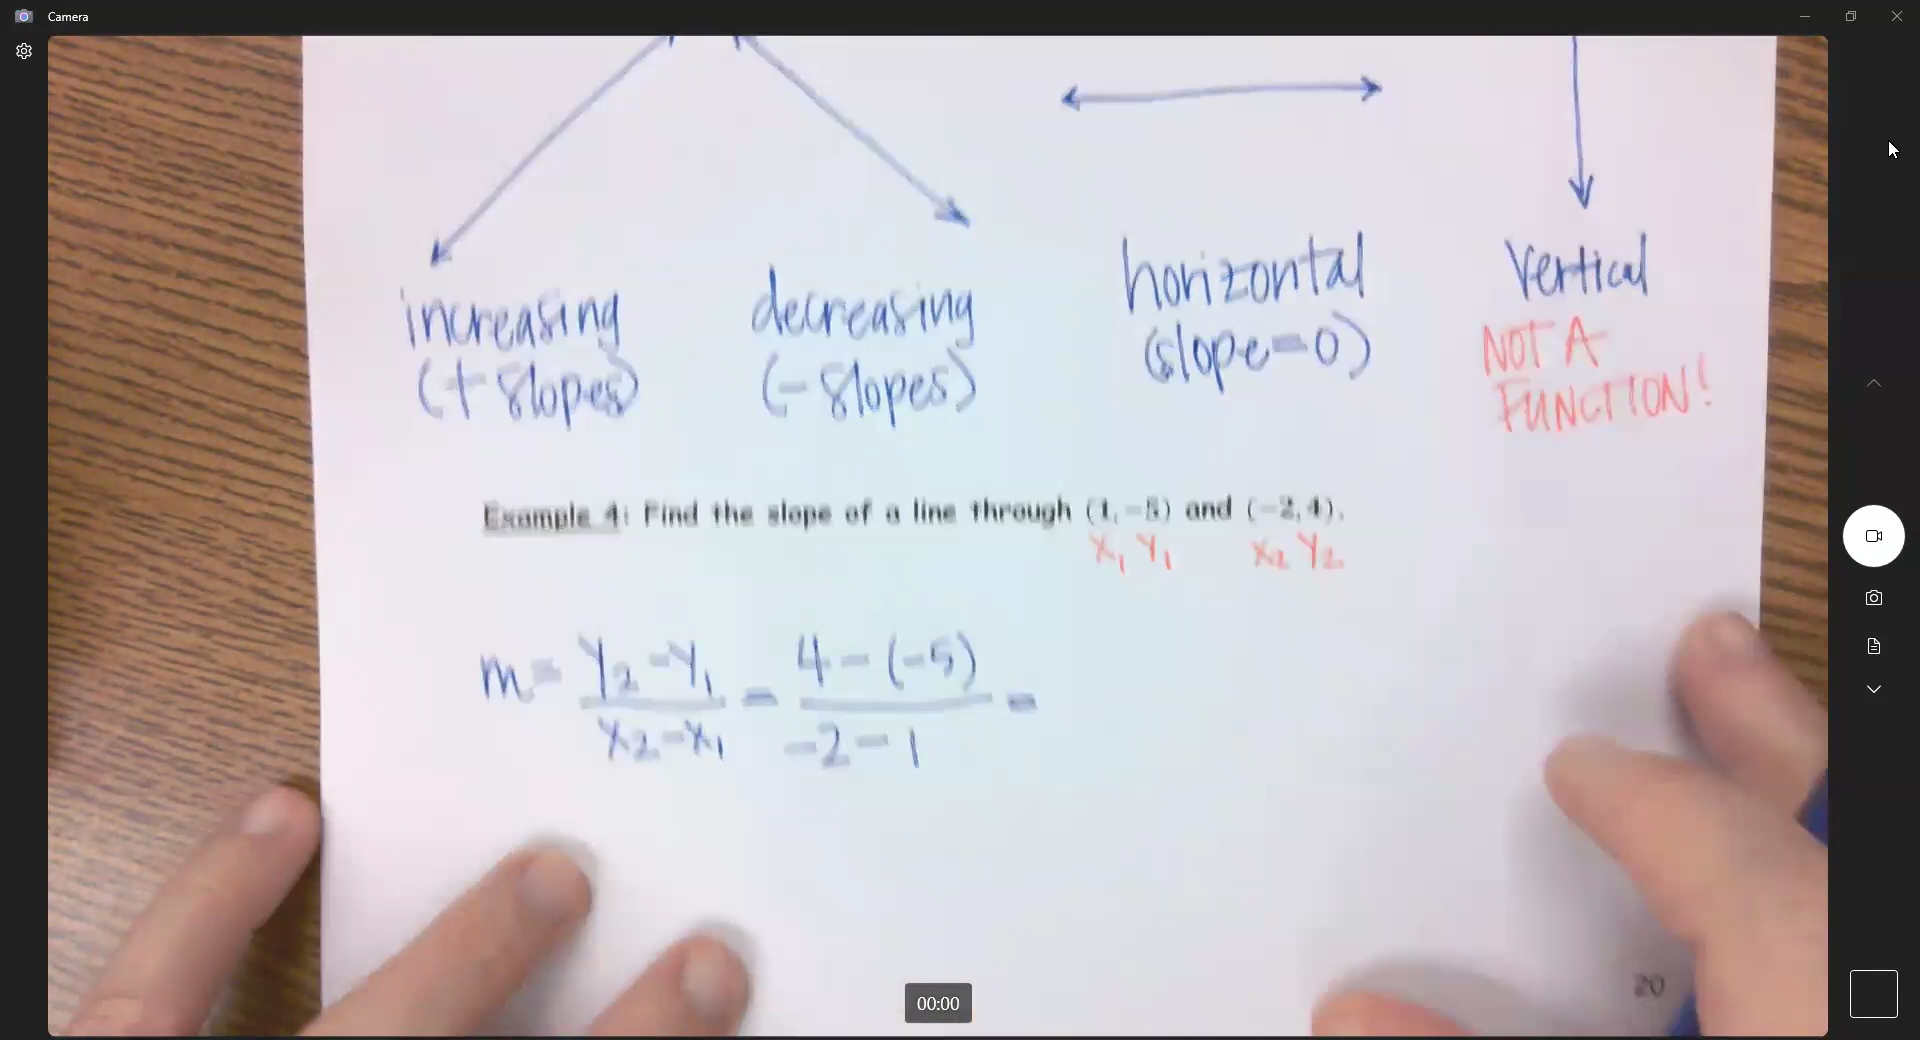 Camera
increasing
(+ slopes)
decreasing
(- slopes)
horizontal
(slope=0)
Vertical
NOT A
FUNCTION!
Example 4: Find the slope of a line through (1,−5) and (−2,4).
X₁ Y₁ X₂ Y₂
m = Y₂-Y₁ / X₂-X₁ = 4-(-5) / -2-1 =
20
00:00